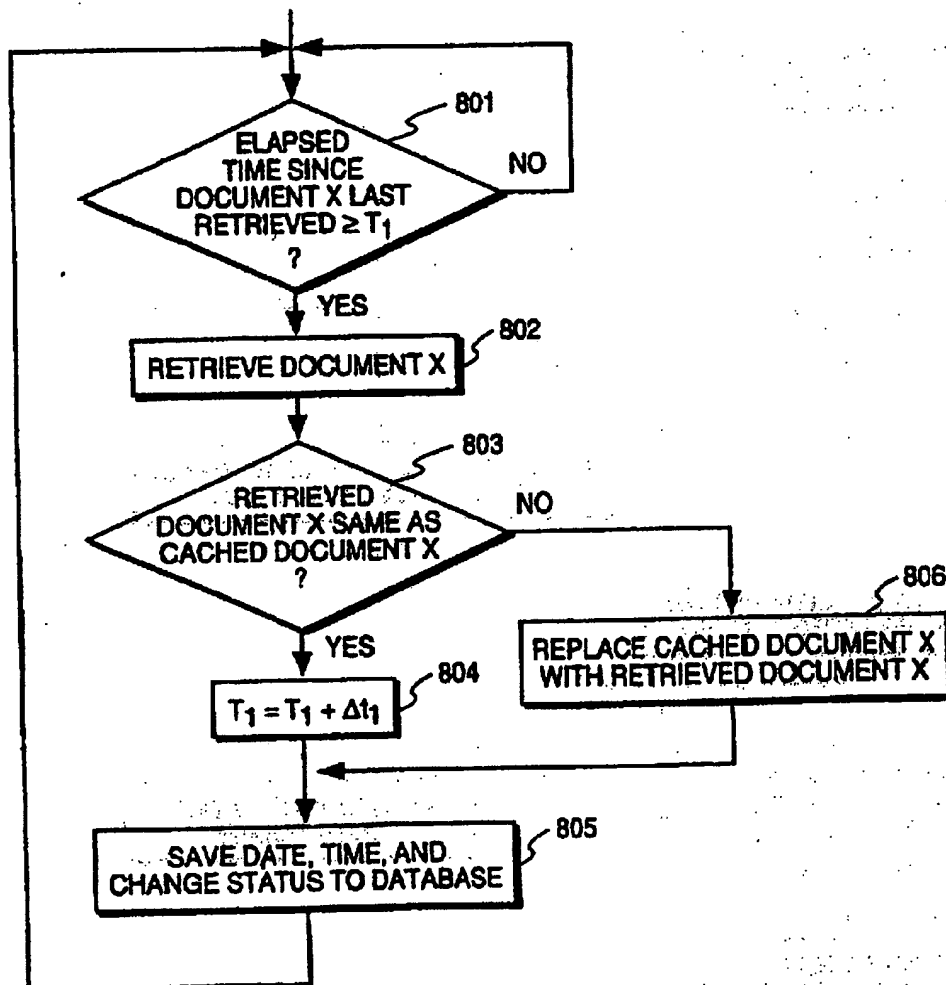 801
ELAPSED
TIME SINCE
DOCUMENT X LAST
RETRIEVED ≥ T1
?
NO
YES
802
RETRIEVE DOCUMENT X
803
RETRIEVED
DOCUMENT X SAME AS
CACHED DOCUMENT X
?
NO
YES
806
REPLACE CACHED DOCUMENT X
WITH RETRIEVED DOCUMENT X
804
T1 = T1 + Δt1
805
SAVE DATE, TIME, AND
CHANGE STATUS TO DATABASE